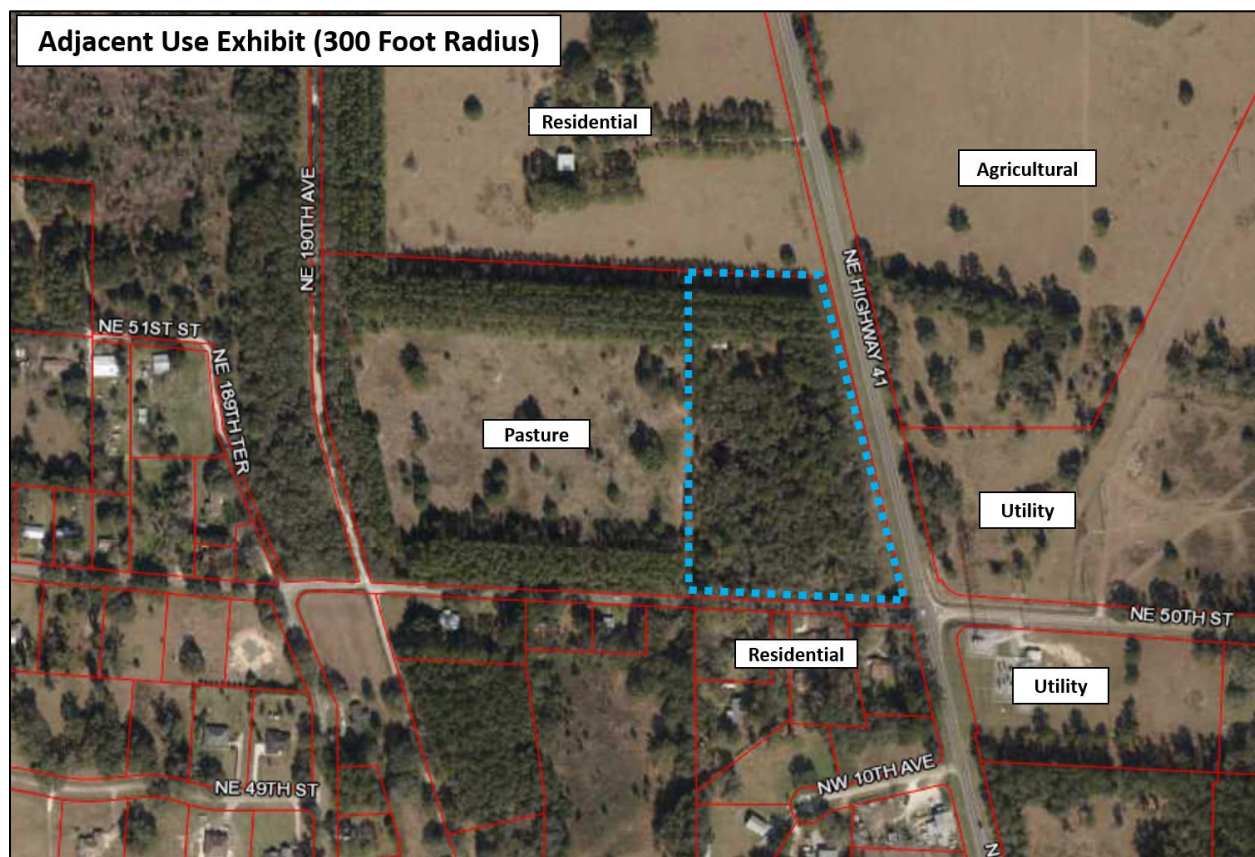 Adjacent Use Exhibit (300 Foot Radius)
Residential
Agricultural
NE 190TH AVE
NE HIGHWAY 41
NE 51ST ST
NE 189TH TER
Pasture
Utility
NE 50TH ST
Residential
Utility
NW 10TH AVE
NE 49TH ST
N